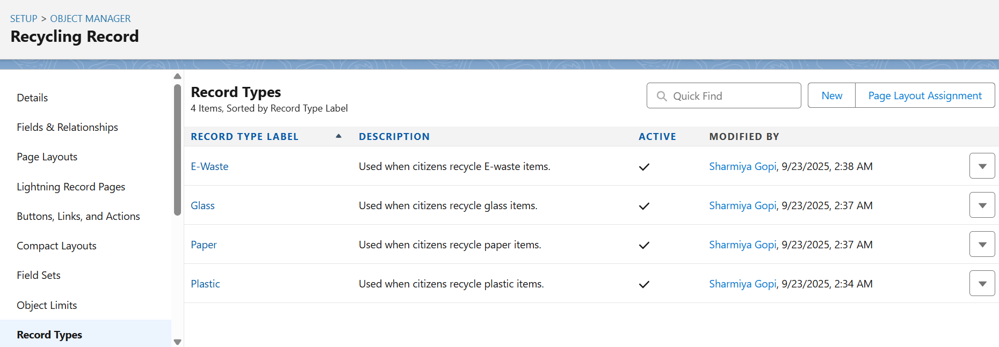 SETUP > OBJECT MANAGER
Recycling Record
Details
Fields & Relationships
Page Layouts
Lightning Record Pages
Buttons, Links, and Actions
Compact Layouts
Field Sets
Object Limits
Record Types
Record Types
4 Items, Sorted by Record Type Label
Quick Find
New
Page Layout Assignment
RECORD TYPE LABEL DESCRIPTION ACTIVE MODIFIED BY
E-Waste Used when citizens recycle E-waste items. Sharmiya Gopi, 9/23/2025, 2:38 AM
Glass Used when citizens recycle glass items. Sharmiya Gopi, 9/23/2025, 2:37 AM
Paper Used when citizens recycle paper items. Sharmiya Gopi, 9/23/2025, 2:37 AM
Plastic Used when citizens recycle plastic items. Sharmiya Gopi, 9/23/2025, 2:34 AM